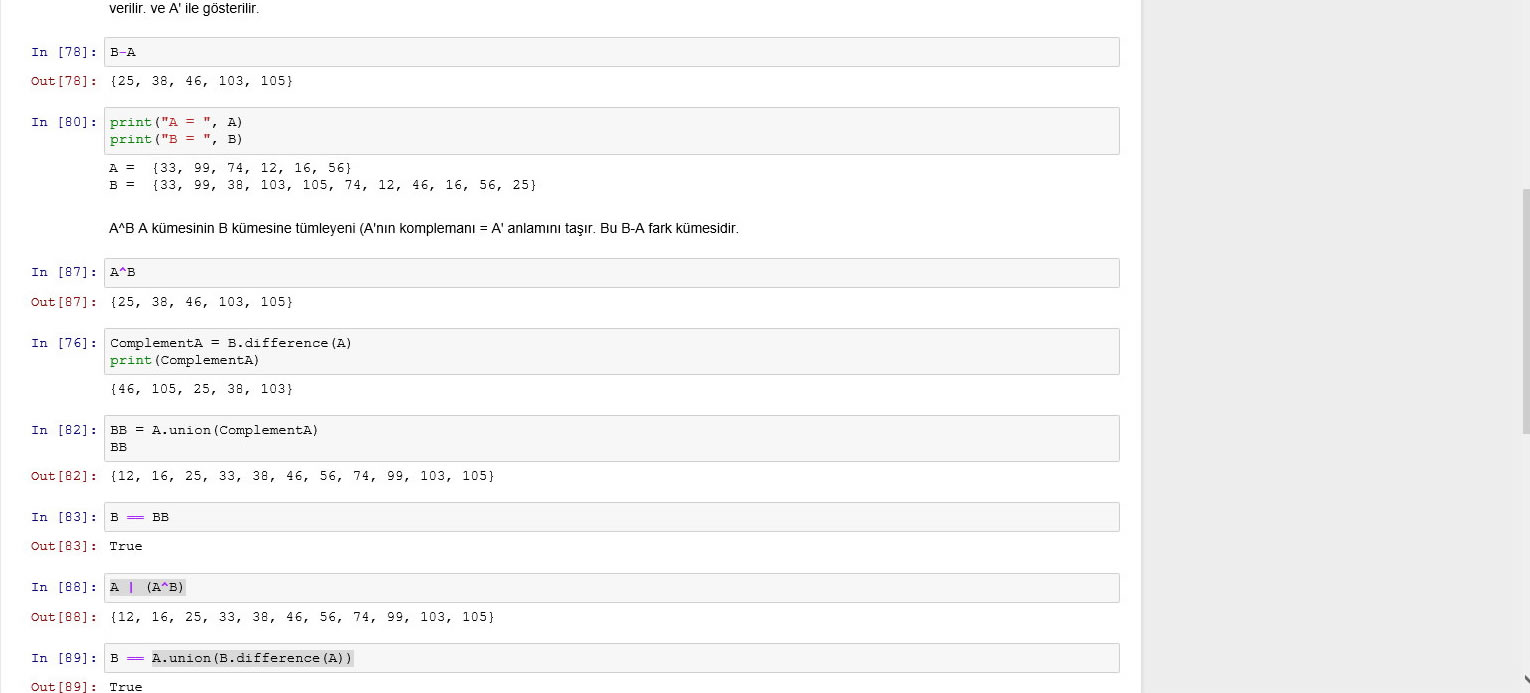 verilir. ve A' ile gösterilir.
In [78]: B-A
Out[78]: {25, 38, 46, 103, 105}
In [80]: print("A = ", A)
print("B = ", B)
A =  {33, 99, 74, 12, 16, 56}
B =  {33, 99, 38, 103, 105, 74, 12, 46, 16, 56, 25}
A^B A kümesinin B kümesine tümleyeni (A'nın komplemanı = A' anlamını taşır. Bu B-A fark kümesidir.
In [87]: A^B
Out[87]: {25, 38, 46, 103, 105}
In [76]: ComplementA = B.difference(A)
print(ComplementA)
{46, 105, 25, 38, 103}
In [82]: BB = A.union(ComplementA)
BB
Out[82]: {12, 16, 25, 33, 38, 46, 56, 74, 99, 103, 105}
In [83]: B == BB
Out[83]: True
In [88]: A | (A^B)
Out[88]: {12, 16, 25, 33, 38, 46, 56, 74, 99, 103, 105}
In [89]: B == A.union(B.difference(A))
Out[89]: True